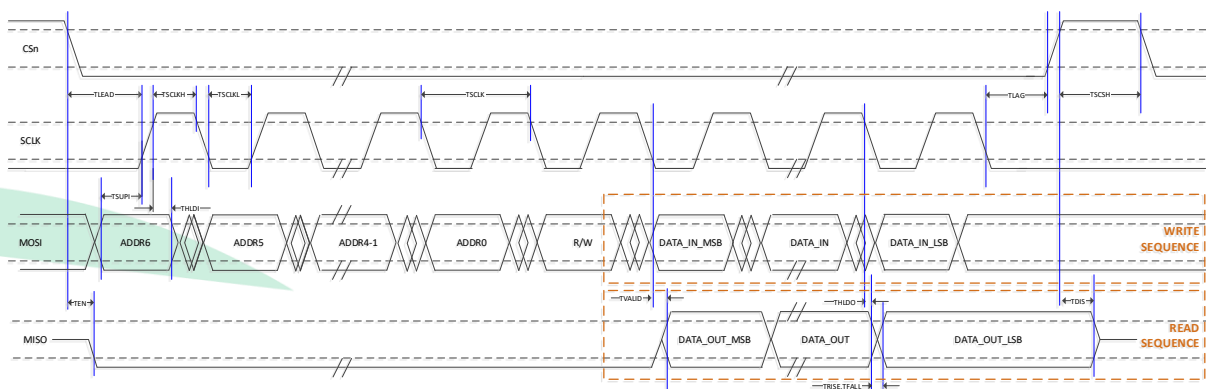 CSn
TLEAD
TSCLKH
TSCLKL
TSCLK
TLAG
TSCSH
SCLK
TSUPI
THLDI
MOSI
ADDR6
ADDR5
ADDR4-1
ADDR0
R/W
DATA_IN_MSB
DATA_IN
DATA_IN_LSB
WRITE
SEQUENCE
TEN
TVALID
THLDO
TDIS
MISO
DATA_OUT_MSB
DATA_OUT
DATA_OUT_LSB
READ
SEQUENCE
TRISE.TFALL